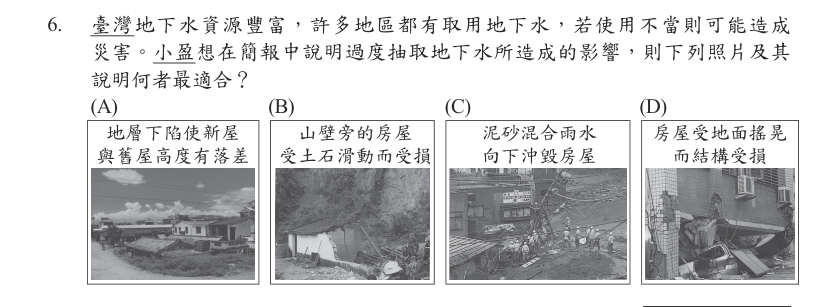 6. 臺灣地下水資源豐富，許多地區都有取用地下水，若使用不當則可能造成
災害。小盈想在簡報中說明過度抽取地下水所造成的影響，則下列照片及其
說明何者最適合？
(A) (B) (C) (D)
地層下陷使新屋
與舊屋高度有落差
山壁旁的房屋
受土石滑動而受損
泥砂混合雨水
向下沖毀房屋
房屋受地面搖晃
而結構受損